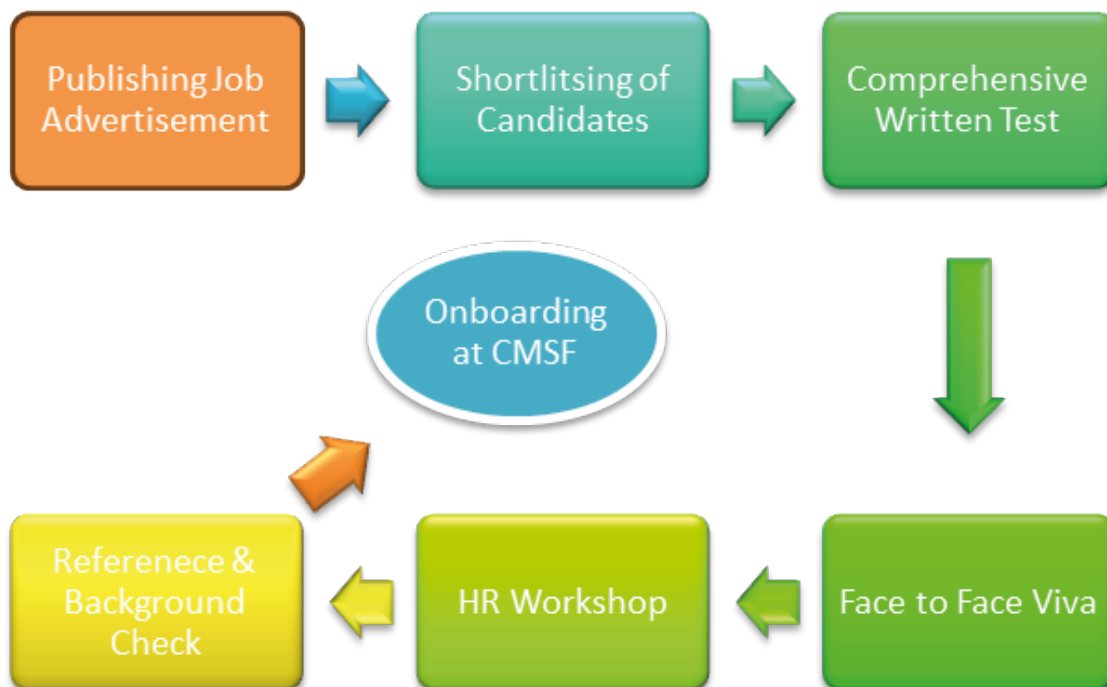 Publishing Job
Advertisement
Shortlitsing of
Candidates
Comprehensive
Written Test
Face to Face Viva
HR Workshop
Referenece &
Background
Check
Onboarding
at CMSF